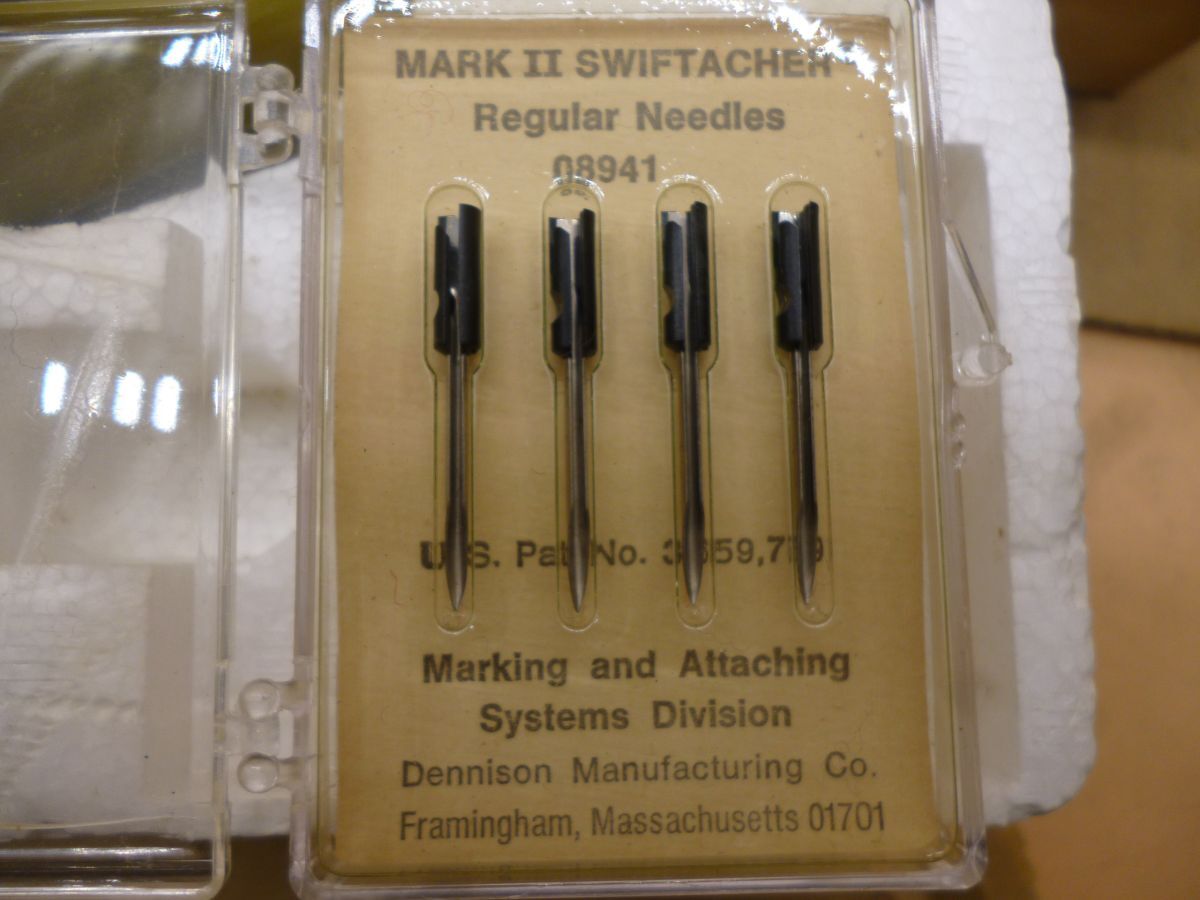 MARK II SWIFTACHER
Regular Needles
08941
U.S. Pat. No.
Marking and Attaching
Systems Division
Dennison Manufacturing Co.
Framingham, Massachusetts 01701